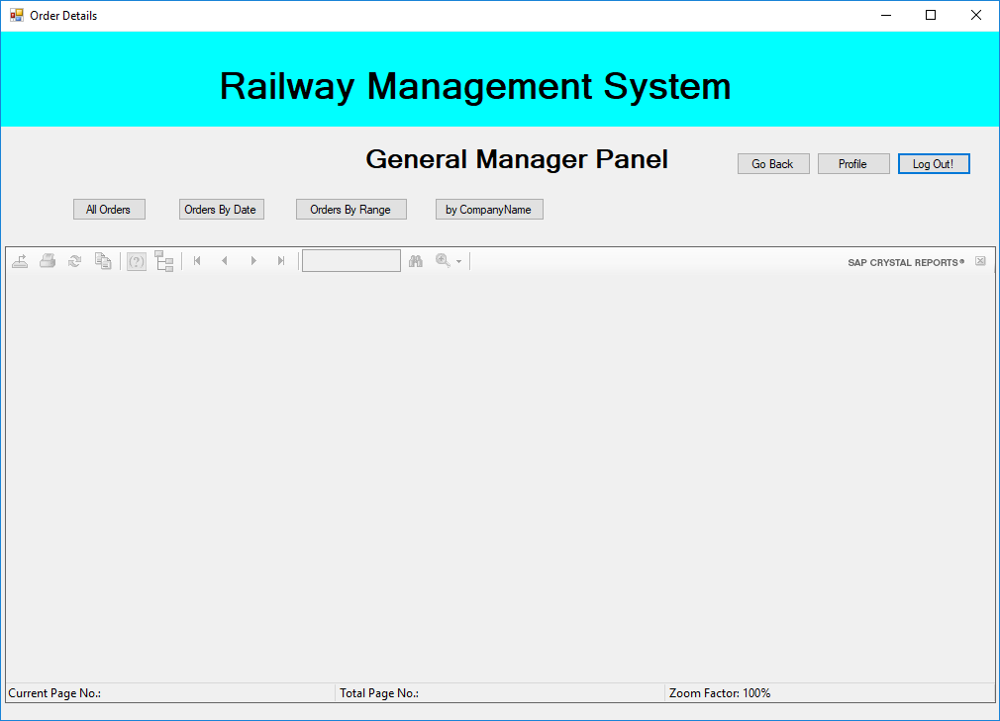 Order Details
Railway Management System
General Manager Panel
Go Back
Profile
Log Out!
All Orders
Orders By Date
Orders By Range
by CompanyName
(?)
SAP CRYSTAL REPORTS®
Current Page No.:
Total Page No.:
Zoom Factor: 100%